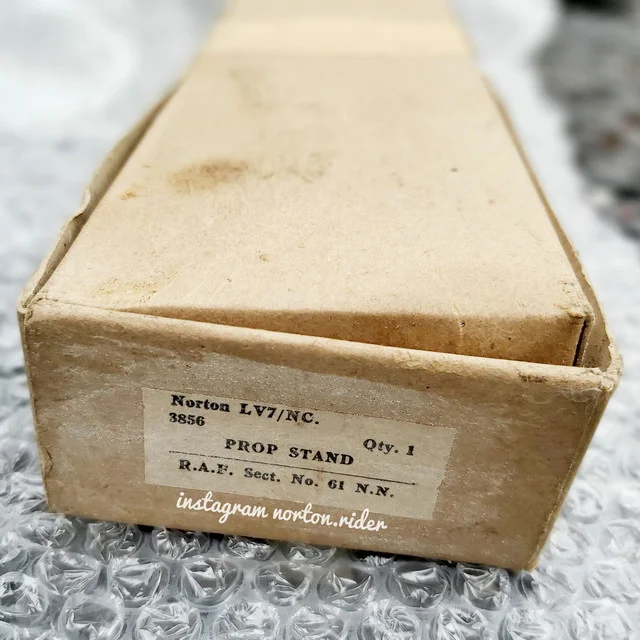 Norton LV7/NC.
3856
Qty. 1
PROP STAND
R.A.F. Sect. No. 61 N.N.
instagram norton.rider